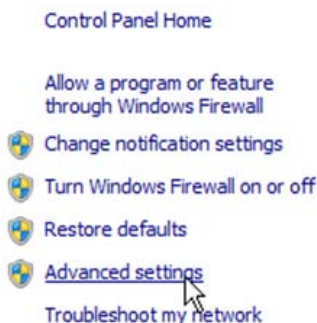 Control Panel Home
Allow a program or feature
through Windows Firewall
Change notification settings
Turn Windows Firewall on or off
Restore defaults
Advanced settings
Troubleshoot my network